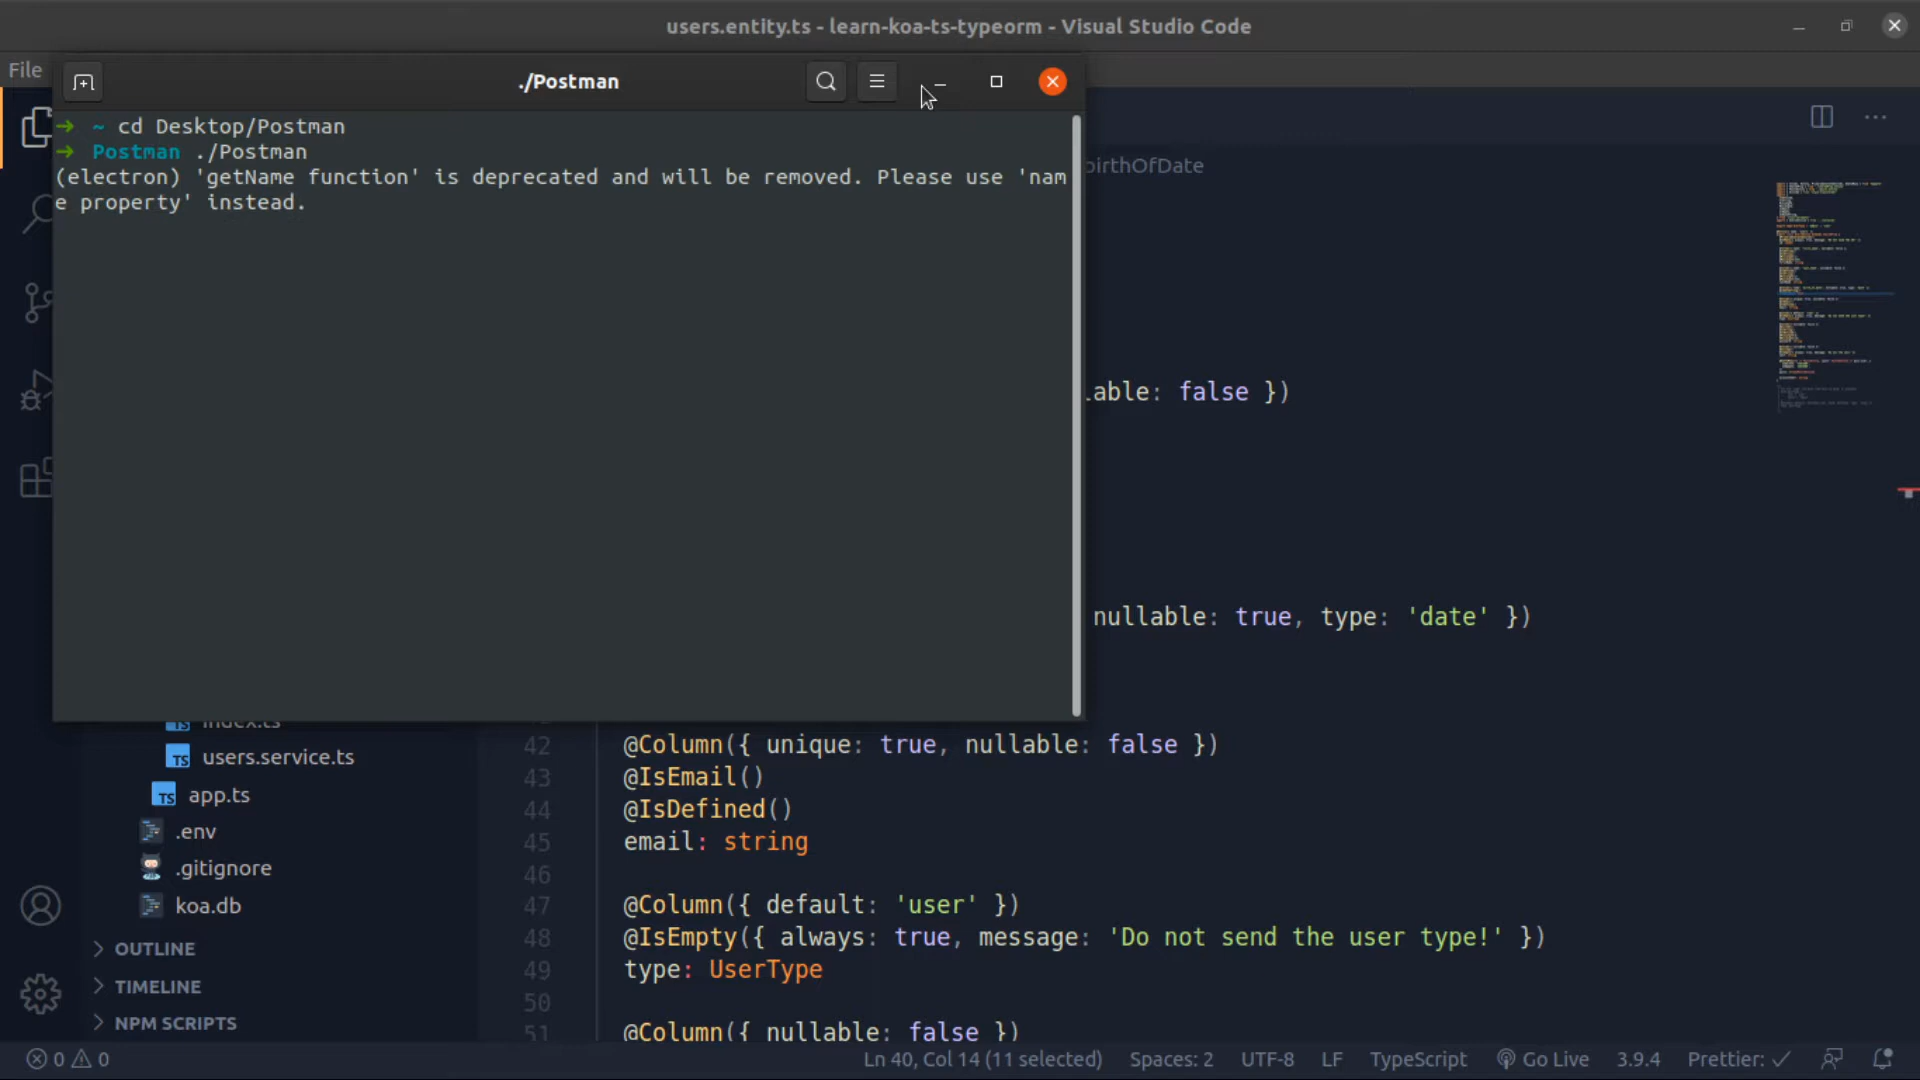 users.entity.ts - learn-koa-ts-typeorm - Visual Studio Code
File
./Postman
→ ~ cd Desktop/Postman
→ Postman ./Postman
(electron) 'getName function' is deprecated and will be removed. Please use 'nam
e property' instead.
birthOfDate
lable: false })
nullable: true, type: 'date' })
index.ts
users.service.ts
app.ts
.env
.gitignore
koa.db
OUTLINE
TIMELINE
NPM SCRIPTS
42 @Column({ unique: true, nullable: false })
43 @IsEmail()
44 @IsDefined()
45 email: string
46
47 @Column({ default: 'user' })
48 @IsEmpty({ always: true, message: 'Do not send the user type!' })
49 type: UserType
50
51 @Column({ nullable: false })
0 0
Ln 40, Col 14 (11 selected)
Spaces: 2
UTF-8
LF
TypeScript
Go Live
3.9.4
Prettier: ✓